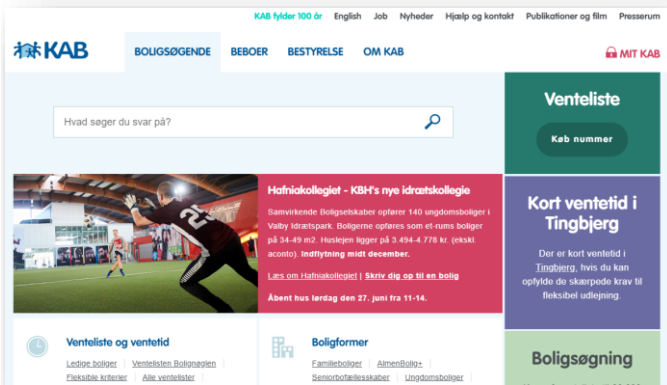 KAB fylder 100 år English Job Nyheder Hjælp og kontakt Publikationer og film Presserum
KAB BOLIGSØGENDE BEBOER BESTYRELSE OM KAB MIT KAB
Hvad søger du svar på?
Venteliste
Køb nummer
Hafniakollegiet - KBH's nye idrætskollegie
Samvirkende Boligselskaber opfører 140 ungdomsboliger i
Valby Idrætspark. Boligerne opføres som et-rums boliger
på 34-49 m2. Huslejen ligger på 3.494-4.778 kr. (ekskl.
aconto). Indflytning midt december.
Læs om Hafniakollegiet | Skriv dig op til en bolig
Åbent hus lørdag den 27. juni fra 11-14.
Kort ventetid i
Tingbjerg
Der er kort ventetid i
Tingbjerg, hvis du kan
opfylde de skærpede krav til
fleksibel udlejning.
Venteliste og ventetid
Ledige boliger | Ventelisten Bolignøglen |
Fleksible kriterier | Alle ventelister |
Boligformer
Familieboliger | AlmenBolig+ |
Seniorbofællesskaber | Ungdomsboliger |
Boligsøgning